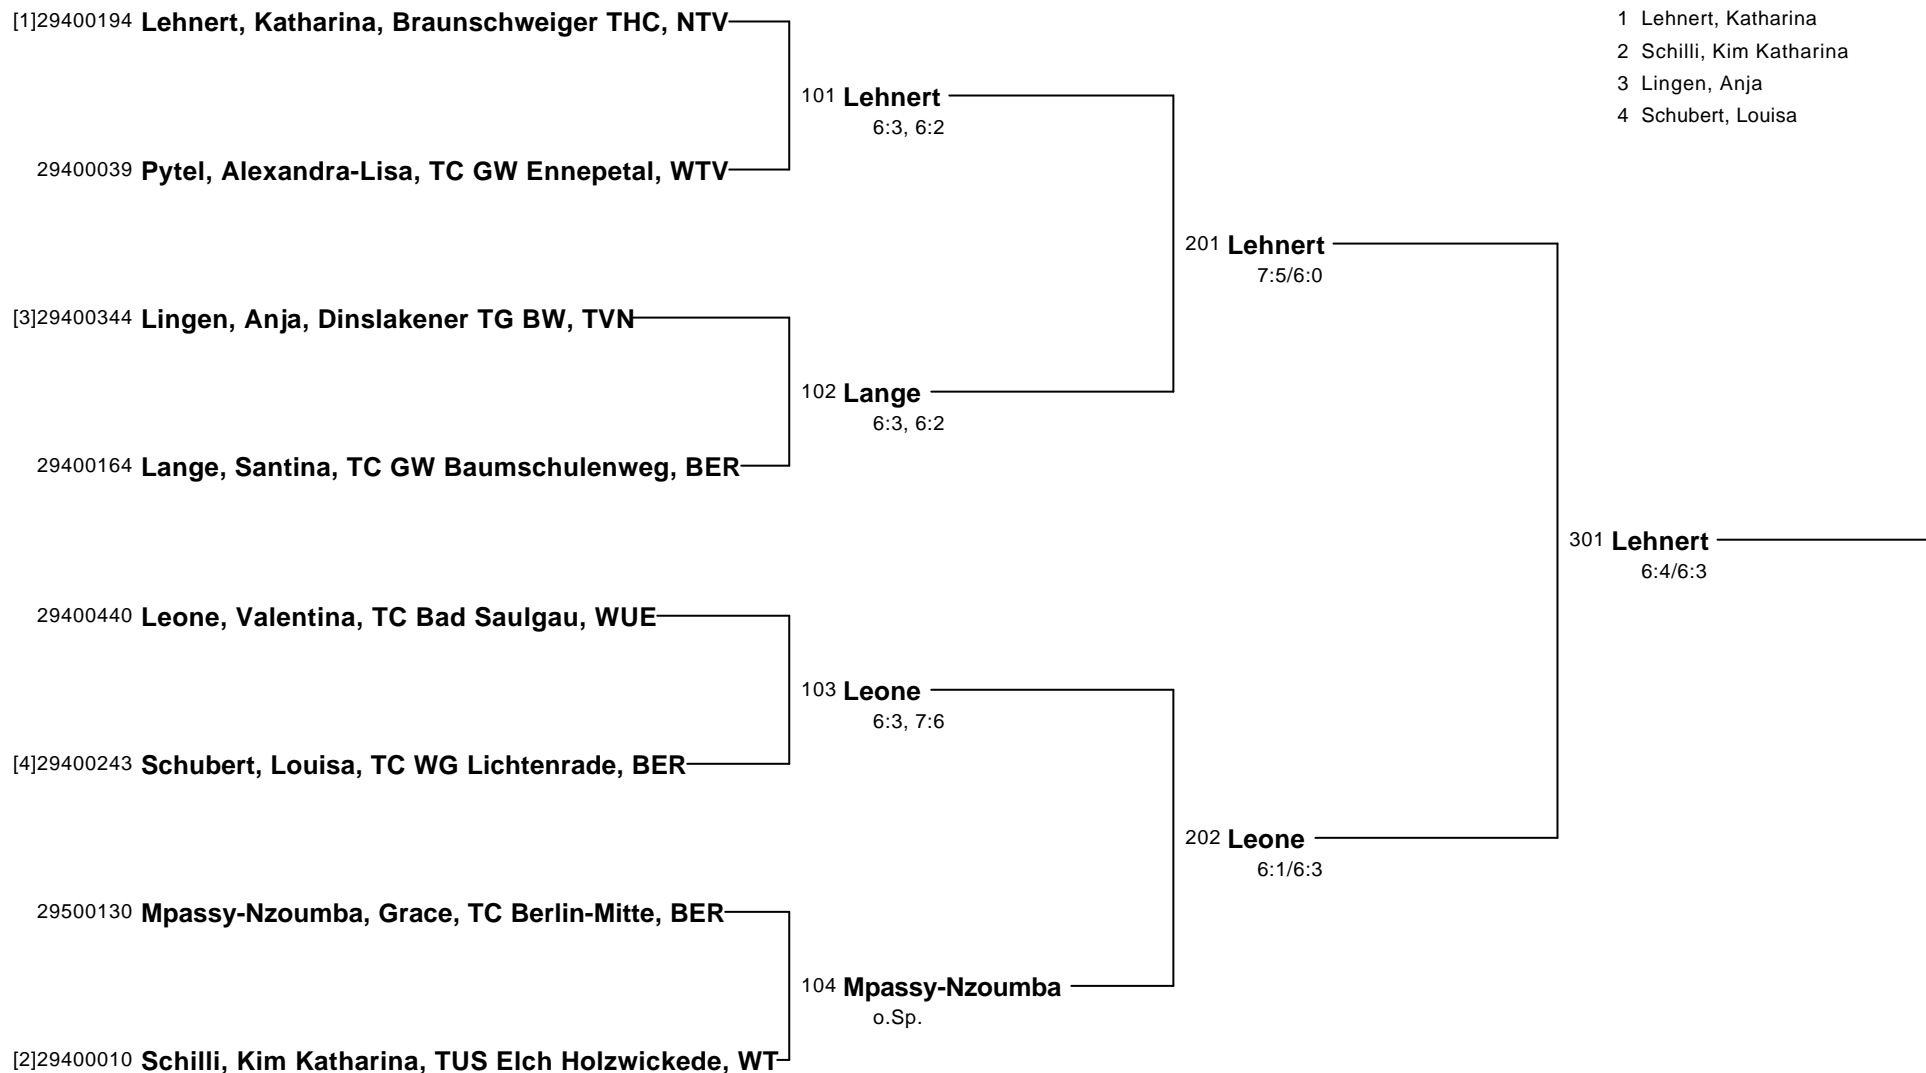 [1]29400194 Lehnert, Katharina, Braunschweiger THC, NTV
29400039 Pytel, Alexandra-Lisa, TC GW Ennepetal, WTV
[3]29400344 Lingen, Anja, Dinslakener TG BW, TVN
29400164 Lange, Santina, TC GW Baumschulenweg, BER
29400440 Leone, Valentina, TC Bad Saulgau, WUE
[4]29400243 Schubert, Louisa, TC WG Lichtenrade, BER
29500130 Mpassy-Nzoumba, Grace, TC Berlin-Mitte, BER
[2]29400010 Schilli, Kim Katharina, TUS Elch Holzwickede, WT
101 Lehnert
6:3, 6:2
102 Lange
6:3, 6:2
103 Leone
6:3, 7:6
104 Mpassy-Nzoumba
o.Sp.
201 Lehnert
7:5/6:0
202 Leone
6:1/6:3
301 Lehnert
6:4/6:3
1 Lehnert, Katharina
2 Schilli, Kim Katharina
3 Lingen, Anja
4 Schubert, Louisa